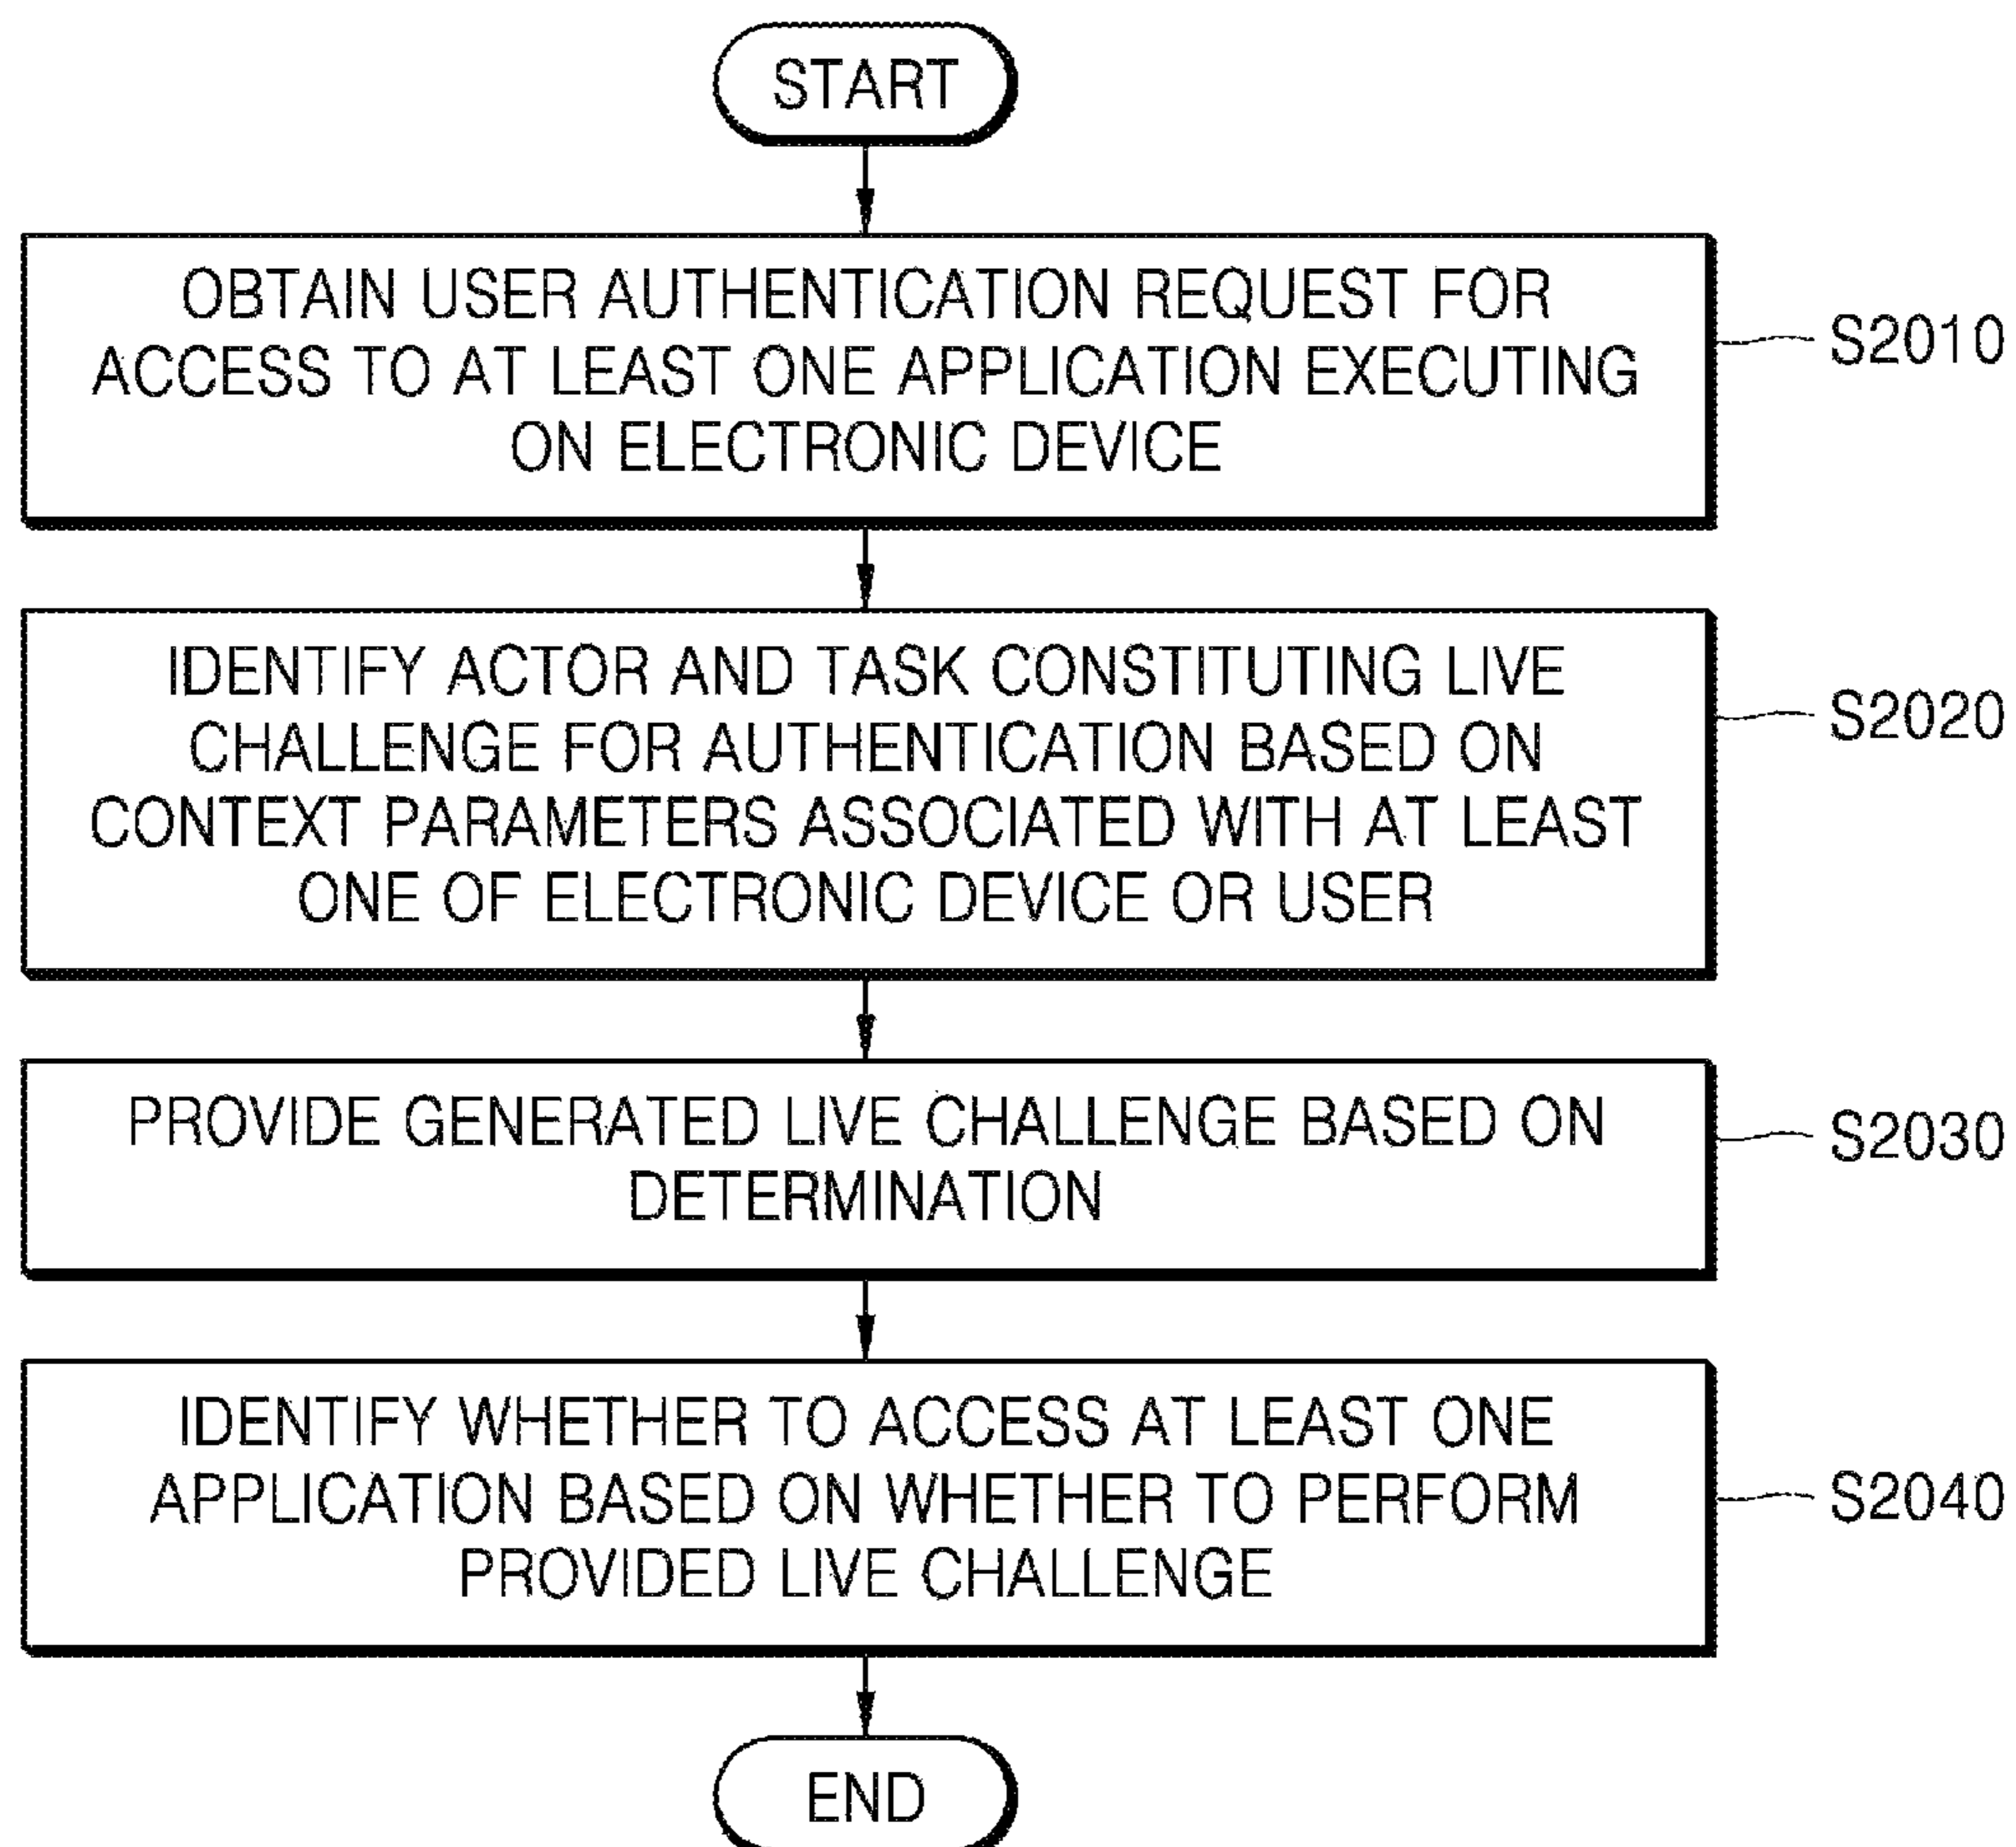 START
OBTAIN USER AUTHENTICATION REQUEST FOR
ACCESS TO AT LEAST ONE APPLICATION EXECUTING
ON ELECTRONIC DEVICE
S2010
IDENTIFY ACTOR AND TASK CONSTITUTING LIVE
CHALLENGE FOR AUTHENTICATION BASED ON
CONTEXT PARAMETERS ASSOCIATED WITH AT LEAST
ONE OF ELECTRONIC DEVICE OR USER
S2020
PROVIDE GENERATED LIVE CHALLENGE BASED ON
DETERMINATION
S2030
IDENTIFY WHETHER TO ACCESS AT LEAST ONE
APPLICATION BASED ON WHETHER TO PERFORM
PROVIDED LIVE CHALLENGE
S2040
END